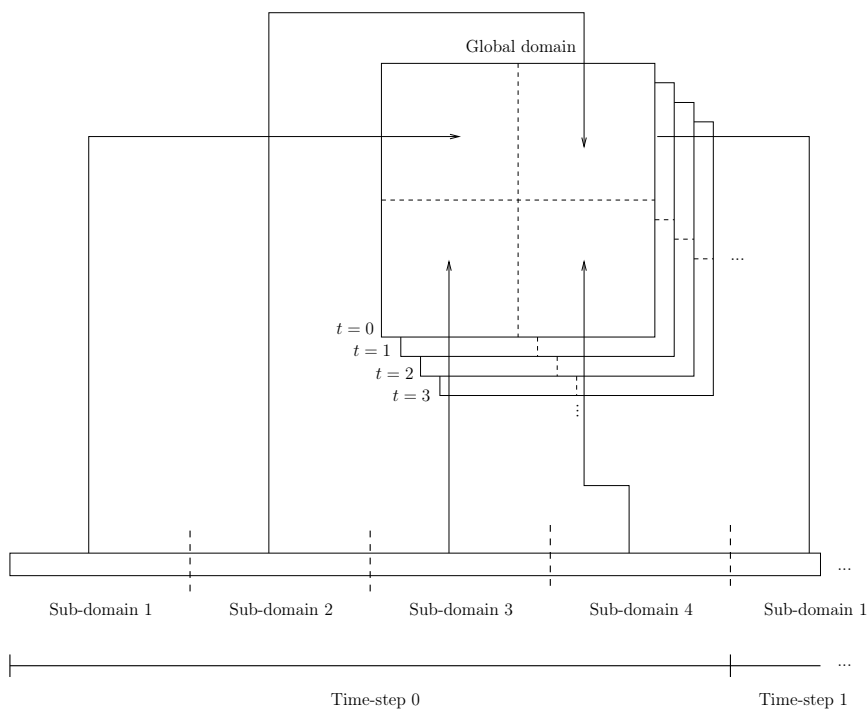 Global domain
t = 0
t = 1
...
t = 2
t = 3
...
...
Sub-domain 1 Sub-domain 2 Sub-domain 3 Sub-domain 4 Sub-domain 1
...
Time-step 0 Time-step 1